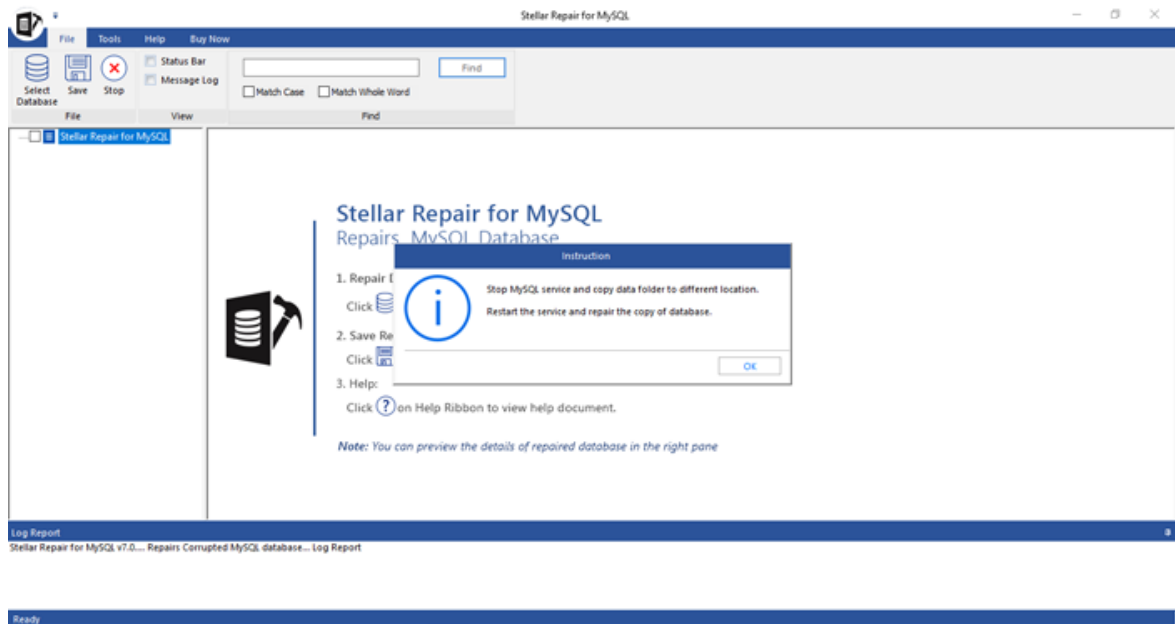 Stellar Repair for MySQL
File Tools Help Buy Now
Status Bar
Message Log
Find
Match Case Match Whole Word
Select Database Save Stop
File View Find
Stellar Repair for MySQL
Stellar Repair for MySQL
Repairs MySQL Database
Instruction
1. Repair
Stop MySQL service and copy data folder to different location.
Click
Restart the service and repair the copy of database.
2. Save Re
Click
OK
3. Help:
Click ? on Help Ribbon to view help document.
Note: You can preview the details of repaired database in the right pane
Log Report
Stellar Repair for MySQL v7.0.... Repairs Corrupted MySQL database... Log Report
Ready